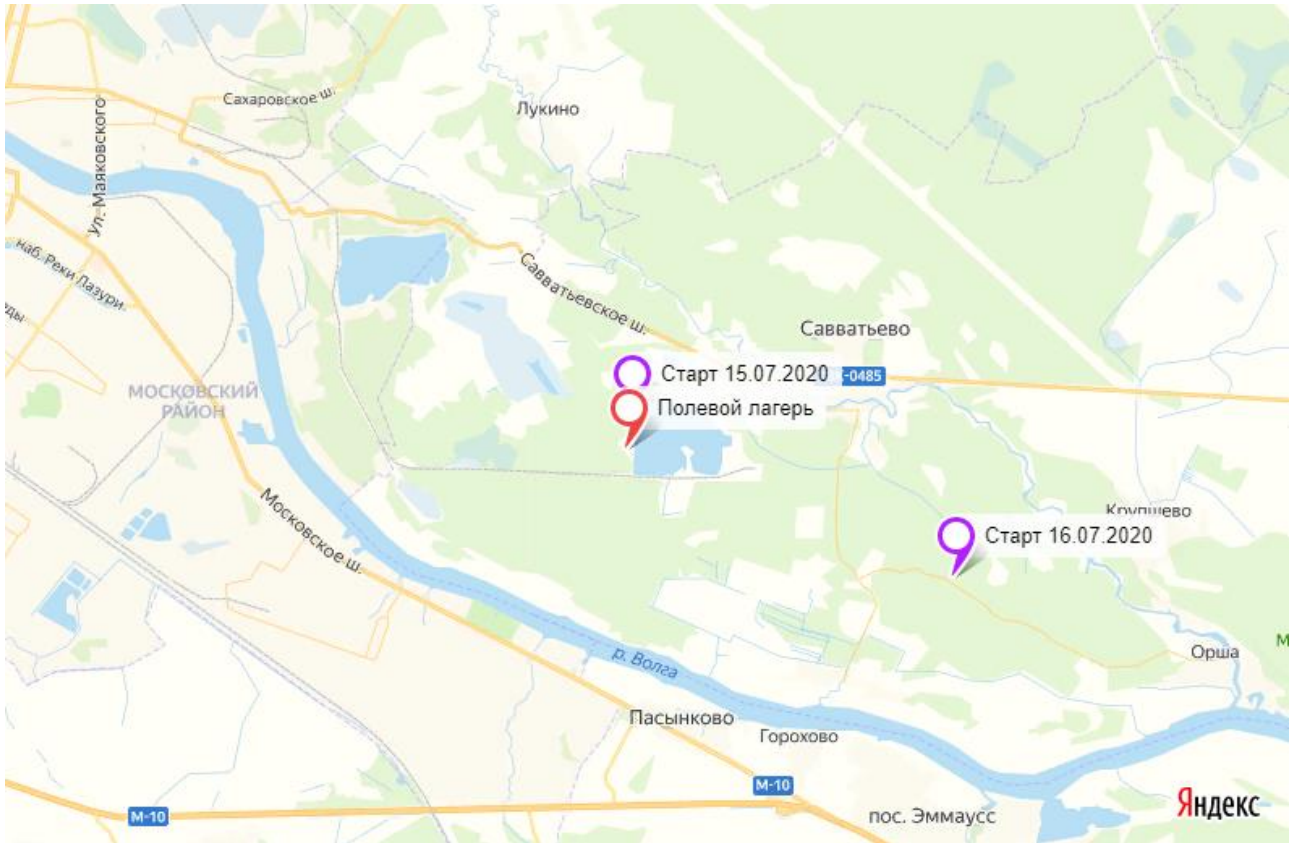 Сахаровское ш.
Лукино
ул. Маяковского
наб. Реки Лазури
Савватьевское ш.
Савватьево
Старт 15.07.2020
-0485
Полевой лагерь
МОСКОВСКИЙ
РАЙОН
Московское ш.
Крупшево
Старт 16.07.2020
р. Волга
Орша
Пасынково
Горохово
М-10
М-10
пос. Эммаусс
Яндекс